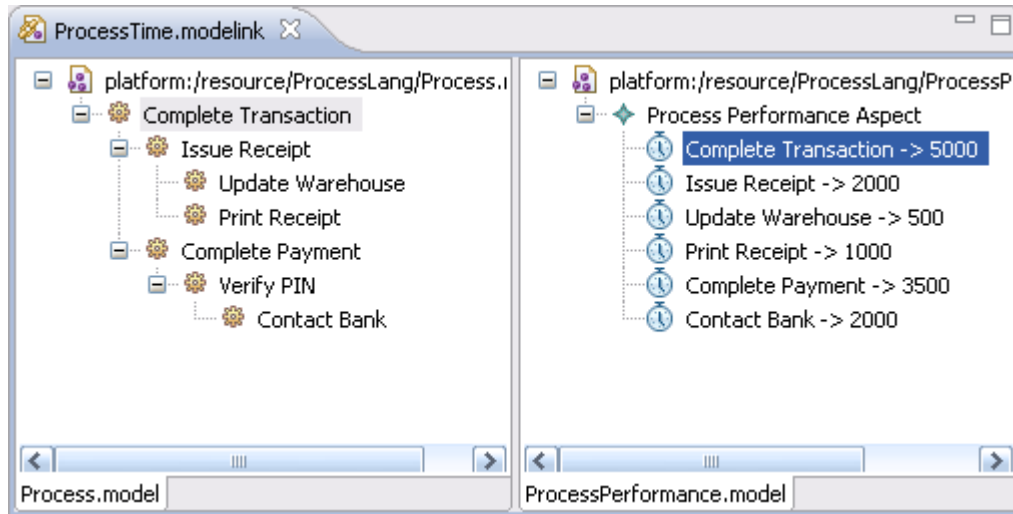 ProcessTime.modelink
platform:/resource/ProcessLang/Process.
Complete Transaction
Issue Receipt
Update Warehouse
Print Receipt
Complete Payment
Verify PIN
Contact Bank
Process.model
platform:/resource/ProcessLang/ProcessP
Process Performance Aspect
Complete Transaction -> 5000
Issue Receipt -> 2000
Update Warehouse -> 500
Print Receipt -> 1000
Complete Payment -> 3500
Contact Bank -> 2000
ProcessPerformance.model